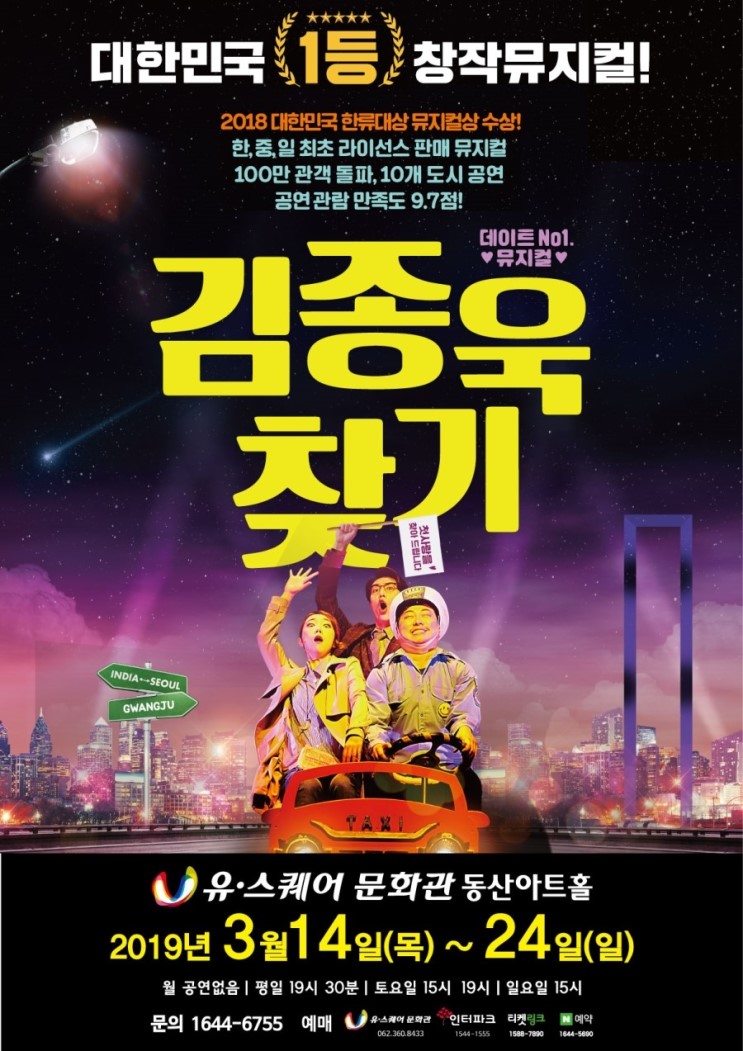 대한민국 1등 창작뮤지컬!
2018 대한민국 한류대상 뮤지컬상 수상!
한,중,일 최초 라이선스 판매 뮤지컬
100만 관객 돌파, 10개 도시 공연
공연 관람 만족도 9.7점!
데이트 No1.
♥뮤지컬♥
김종욱
찾기
첫사랑을♥
찾아 드립니다
INDIA↔SEOUL
GWANGJU
TAXI
유·스퀘어 문화관 동산아트홀
2019년 3월14일(목) ~ 24일(일)
월 공연없음 | 평일 19시 30분 | 토요일 15시 19시 | 일요일 15시
문의 1644-6755 예매 유·스퀘어 문화관 인터파크 티켓링크 N 예약
062.360.8433 1544-1555 1588-7890 1644-5690